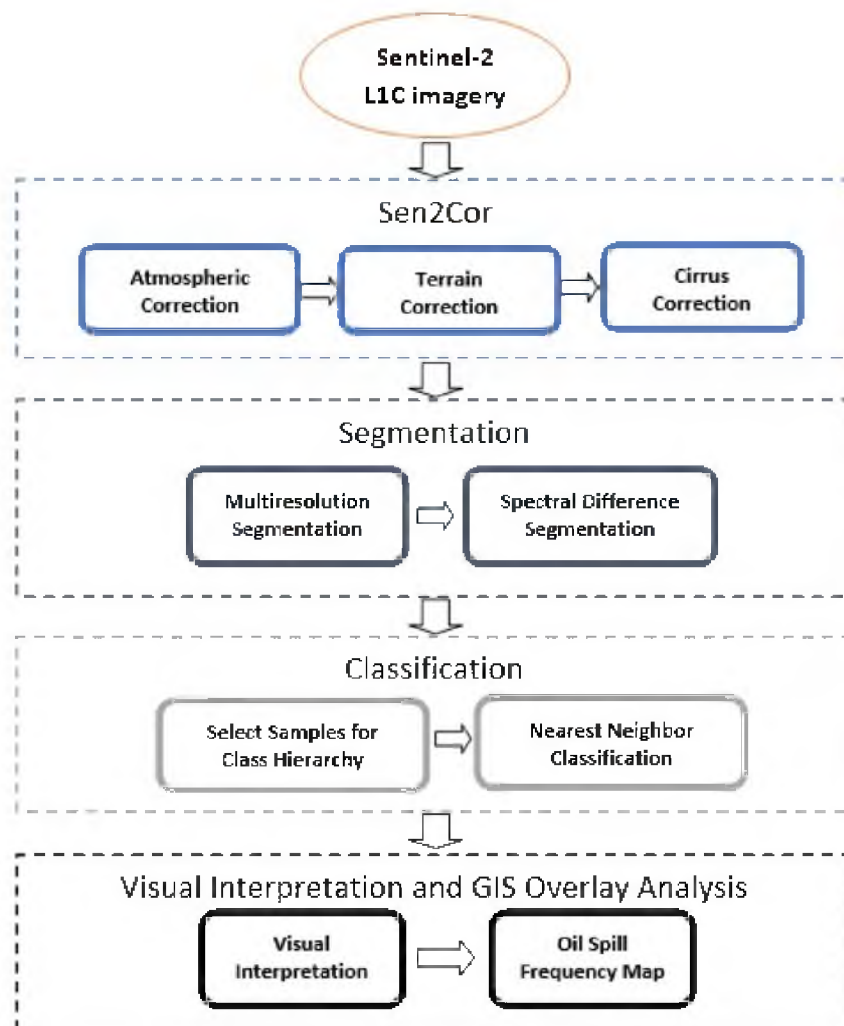 Sentinel-2
L1C imagery
Sen2Cor
Atmospheric
Correction
Terrain
Correction
Cirrus
Correction
Segmentation
Multiresolution
Segmentation
Spectral Difference
Segmentation
Classification
Select Samples for
Class Hierarchy
Nearest Neighbor
Classification
Visual Interpretation and GIS Overlay Analysis
Visual
Interpretation
Oil Spill
Frequency Map